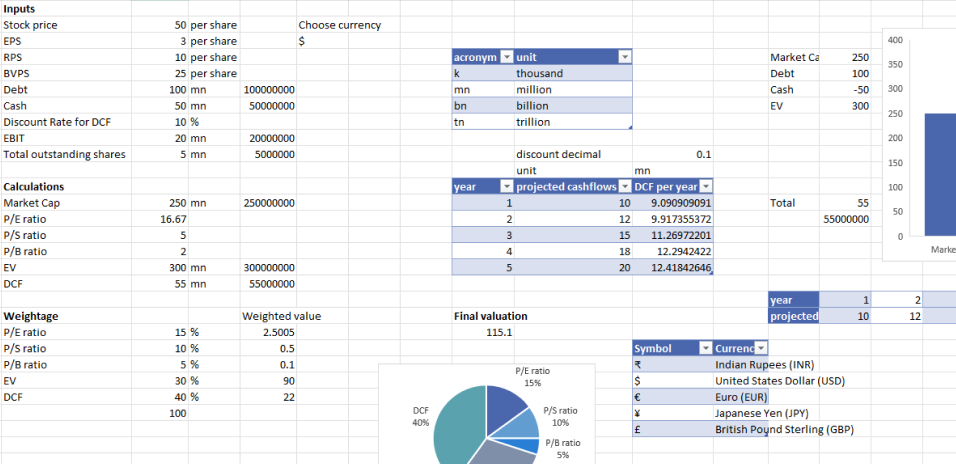 Inputs
Stock price 50 per share Choose currency
EPS 3 per share $
RPS 10 per share acronym unit Market Ca 250
BVPS 25 per share k thousand Debt 100
Debt 100 mn 100000000 mn million Cash -50
Cash 50 mn 50000000 bn billion EV 300
Discount Rate for DCF 10 % tn trillion
EBIT 20 mn 20000000
Total outstanding shares 5 mn 5000000 discount decimal 0.1
unit mn
Calculations year projected cashflows DCF per year
Market Cap 250 mn 250000000 1 10 9.090909091 Total 55
P/E ratio 16.67 2 12 9.917355372 55000000
P/S ratio 5 3 15 11.26972201
P/B ratio 2 4 18 12.2942422
EV 300 mn 300000000 5 20 12.41842646
DCF 55 mn 55000000
year 1 2
Weightage Weighted value Final valuation projected 10 12
P/E ratio 15 % 2.5005 115.1
P/S ratio 10 % 0.5 Symbol Currenc
P/B ratio 5 % 0.1 ₹ Indian Rupees (INR)
EV 30 % 90 $ United States Dollar (USD)
DCF 40 % 22 € Euro (EUR)
100 ¥ Japanese Yen (JPY)
£ British Pound Sterling (GBP)
400
350
300
250
200
150
100
50
0
Marke
P/E ratio
15%
DCF
40%
P/S ratio
10%
P/B ratio
5%